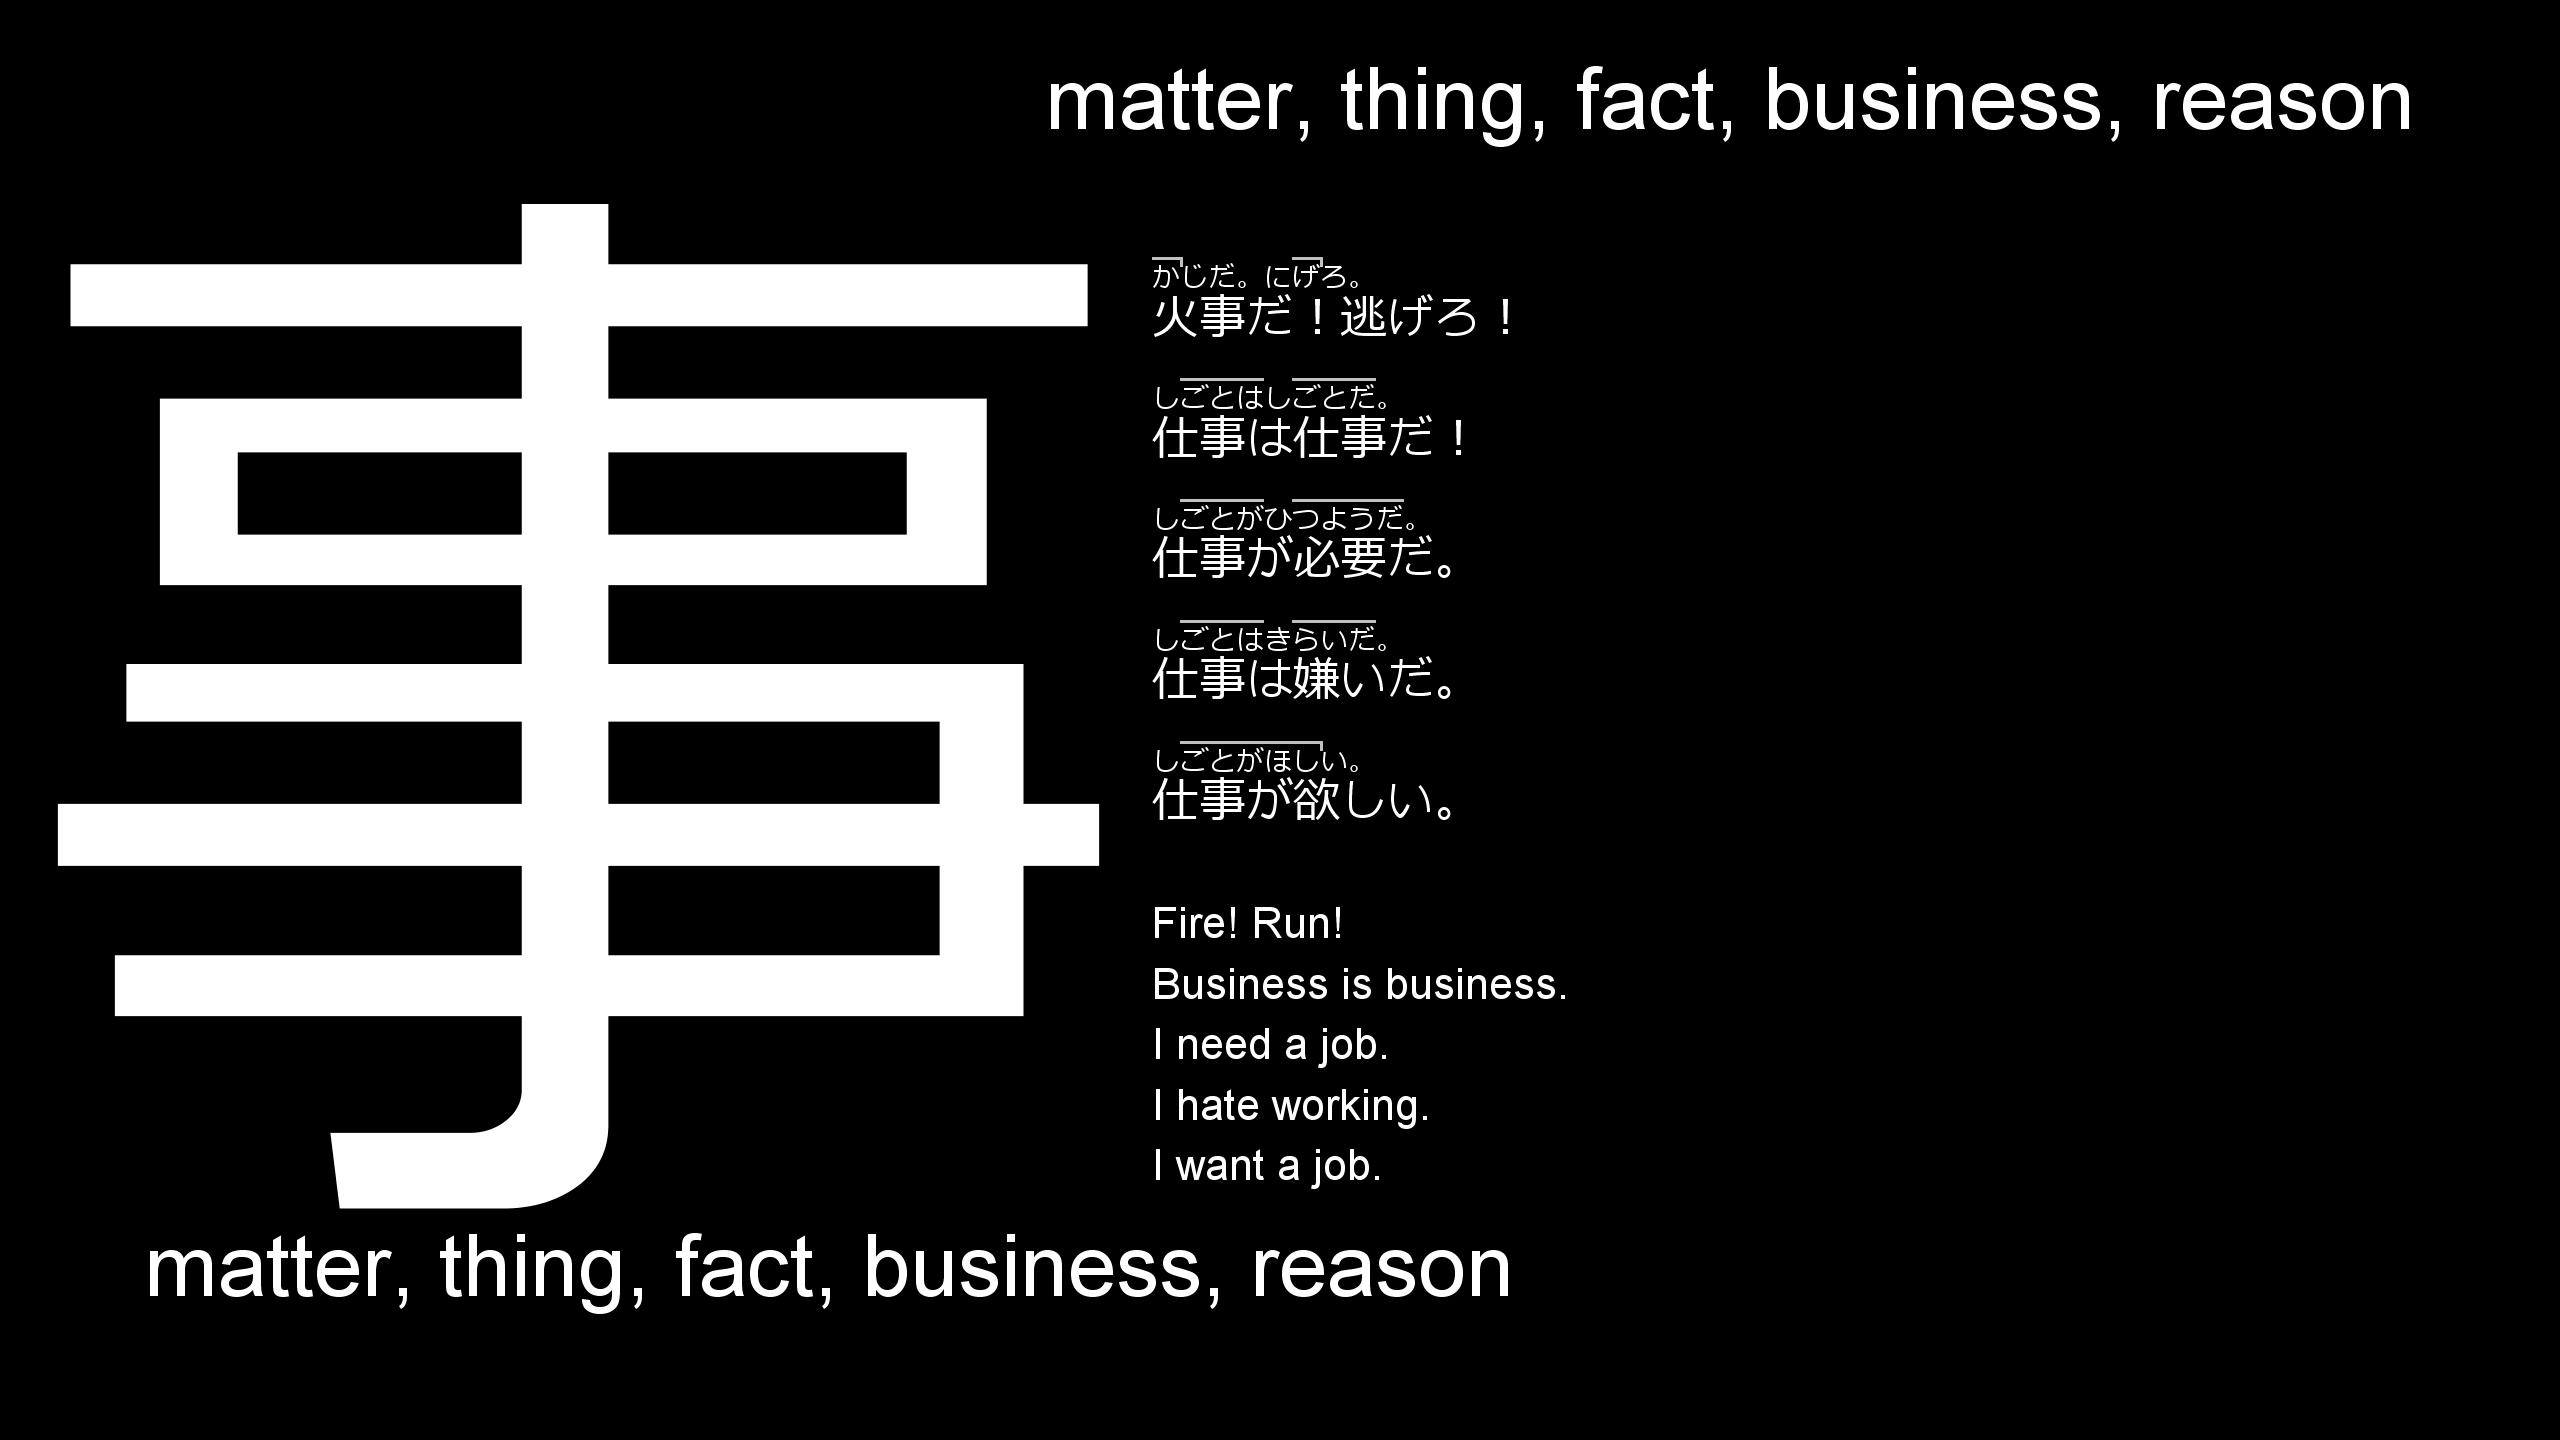 matter, thing, fact, business, reason
事
かじだ。にげろ。
火事だ！逃げろ！
しごとはしごとだ。
仕事は仕事だ！
しごとがひつようだ。
仕事が必要だ。
しごとはきらいだ。
仕事は嫌いだ。
しごとがほしい。
仕事が欲しい。
Fire! Run!
Business is business.
I need a job.
I hate working.
I want a job.
matter, thing, fact, business, reason